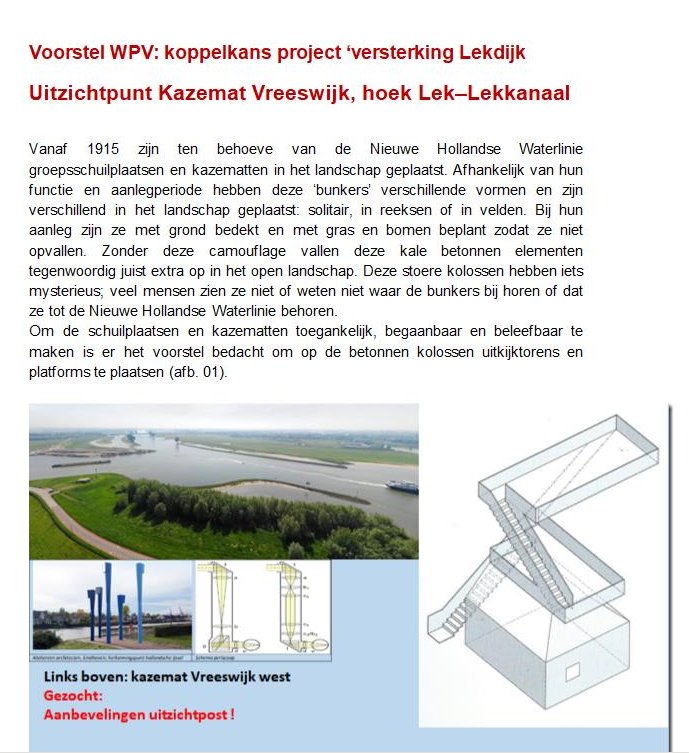 Voorstel WPV: koppelkans project ‘versterking Lekdijk
Uitzichtpunt Kazemat Vreeswijk, hoek Lek–Lekkanaal
Vanaf 1915 zijn ten behoeve van de Nieuwe Hollandse Waterlinie
groepsschuilplaatsen en kazematten in het landschap geplaatst. Afhankelijk van hun
functie en aanlegperiode hebben deze ‘bunkers’ verschillende vormen en zijn
verschillend in het landschap geplaatst: solitair, in reeksen of in velden. Bij hun
aanleg zijn ze met grond bedekt en met gras en bomen beplant zodat ze niet
opvallen. Zonder deze camouflage vallen deze kale betonnen elementen
tegenwoordig juist extra op in het open landschap. Deze stoere kolossen hebben iets
mysterieus; veel mensen zien ze niet of weten niet waar de bunkers bij horen of dat
ze tot de Nieuwe Hollandse Waterlinie behoren.
Om de schuilplaatsen en kazematten toegankelijk, begaanbaar en beleefbaar te
maken is er het voorstel bedacht om op de betonnen kolossen uitkijktorens en
platforms te plaatsen (afb. 01).
Schema periscoop
Links boven: kazemat Vreeswijk west
Gezocht:
Aanbevelingen uitzichtpost !